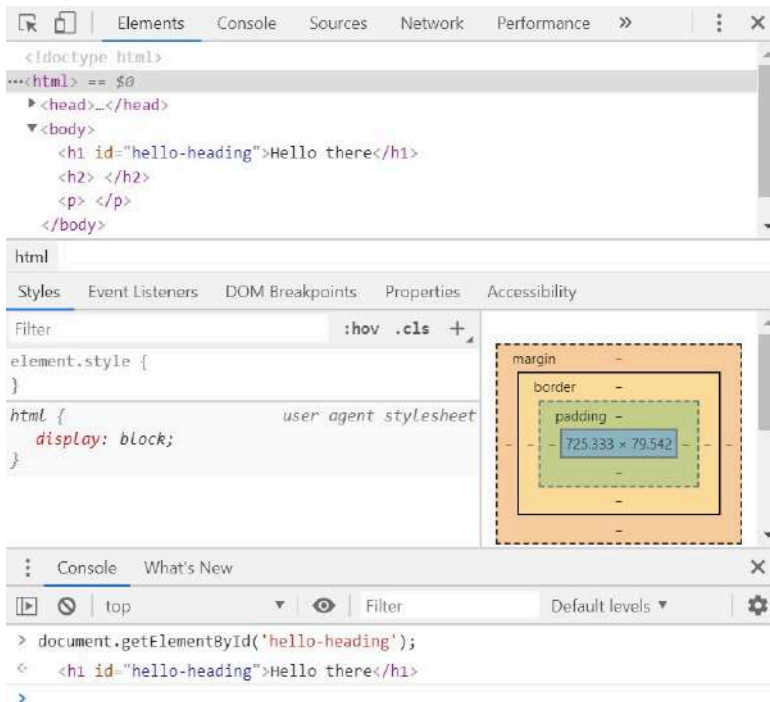 Elements Console Sources Network Performance »
<!doctype html>
…<html> == $0
<head>…</head>
<body>
<h1 id="hello-heading">Hello there</h1>
<h2> </h2>
<p> </p>
</body>
html
Styles Event Listeners DOM Breakpoints Properties Accessibility
Filter :hov .cls +
element.style {
}
html { user agent stylesheet
display: block;
}
margin –
border –
padding –
– – – 725.333 × 79.542 – – –
–
–
–
Console What's New
top Filter Default levels
> document.getElementById('hello-heading');
<h1 id="hello-heading">Hello there</h1>
>